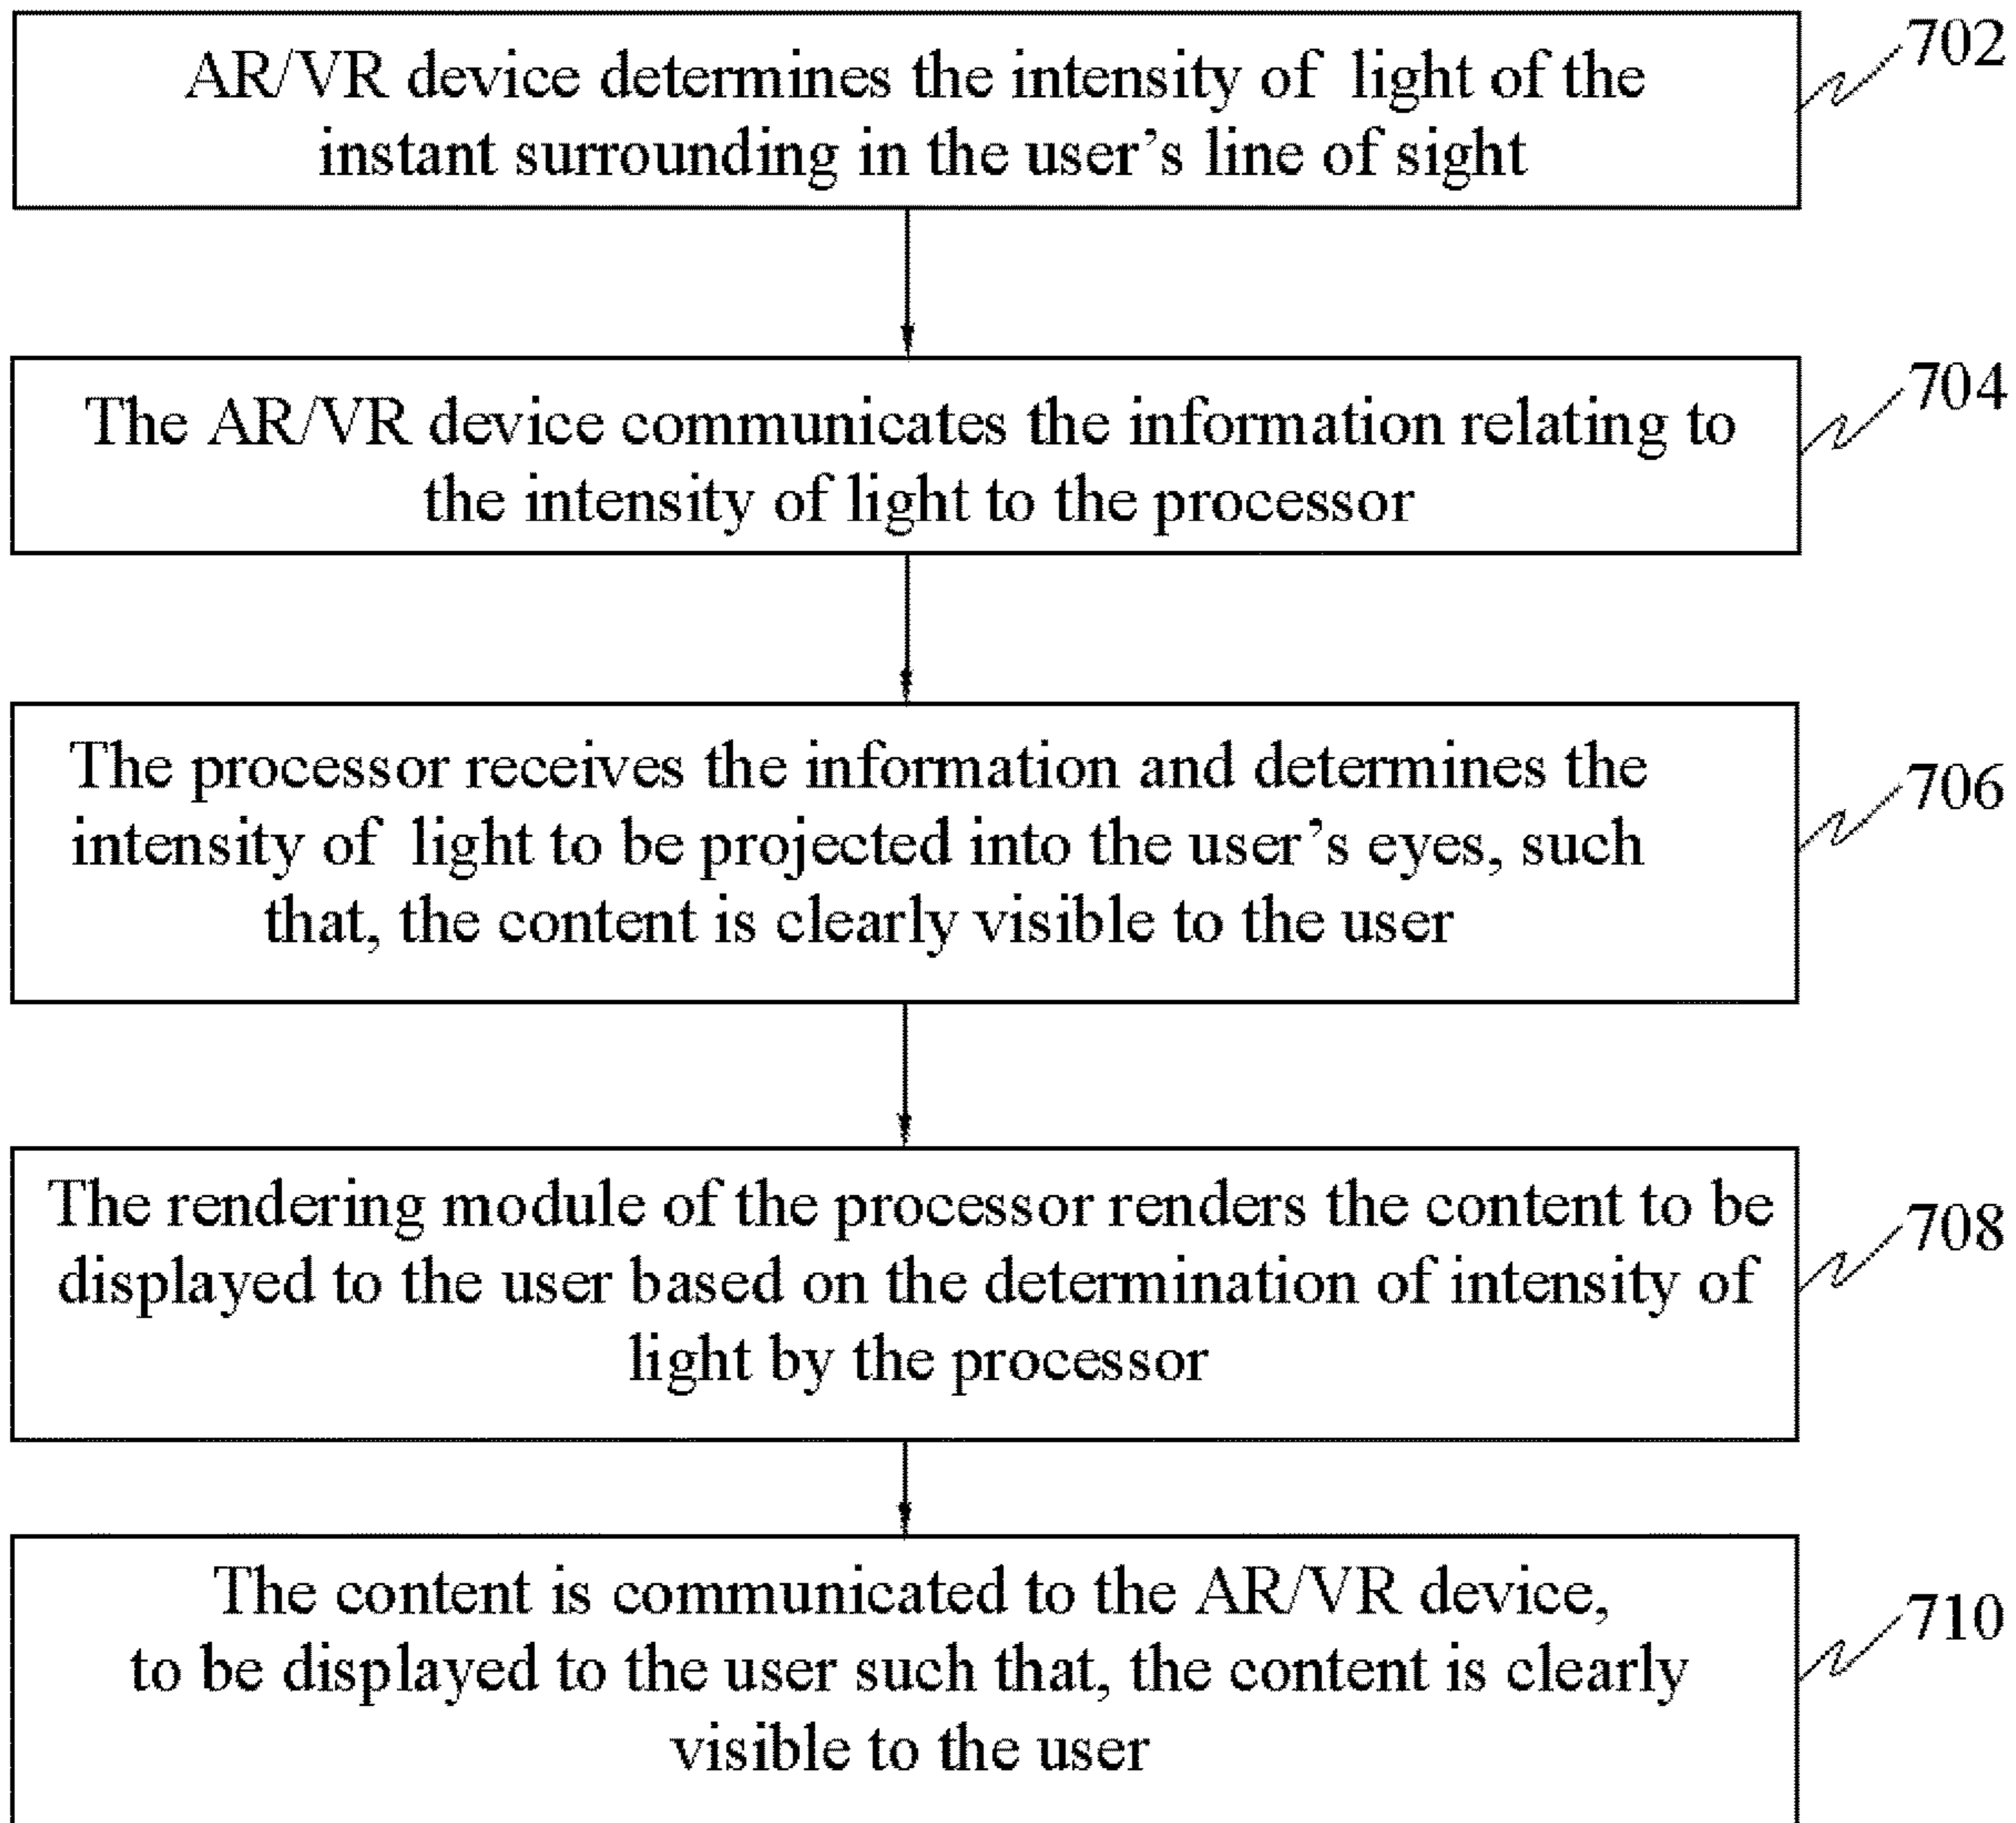 AR/VR device determines the intensity of light of the
instant surrounding in the user's line of sight
702
The AR/VR device communicates the information relating to
the intensity of light to the processor
704
The processor receives the information and determines the
intensity of light to be projected into the user's eyes, such
that, the content is clearly visible to the user
706
The rendering module of the processor renders the content to be
displayed to the user based on the determination of intensity of
light by the processor
708
The content is communicated to the AR/VR device,
to be displayed to the user such that, the content is clearly
visible to the user
710